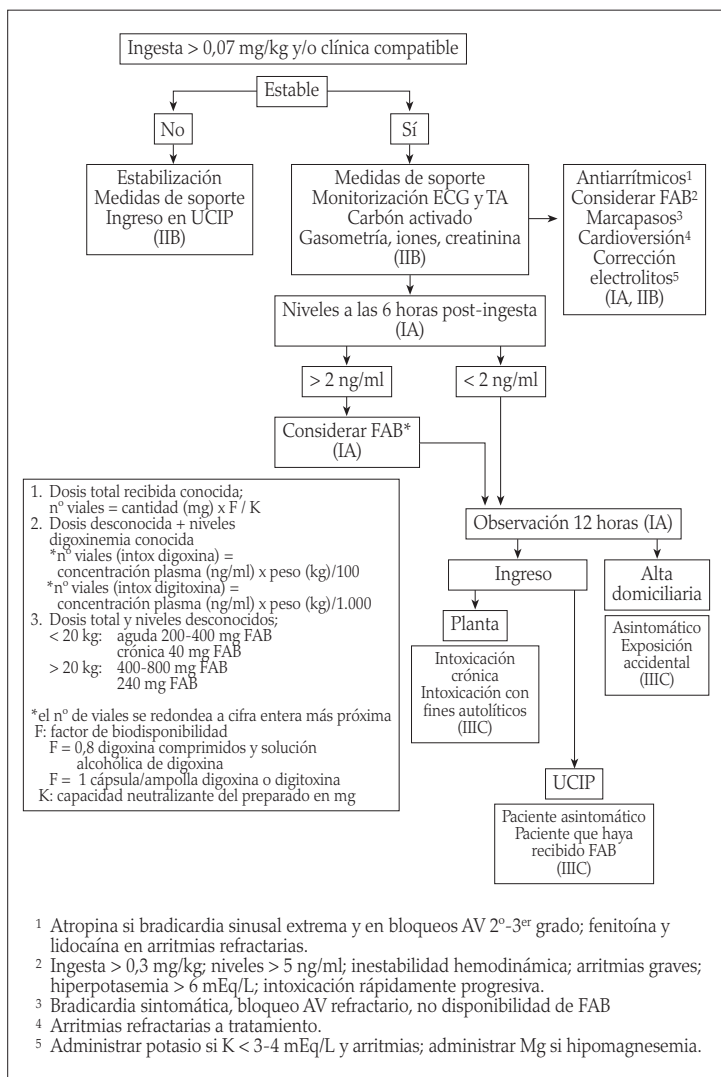 Ingesta > 0,07 mg/kg y/o clínica compatible
Estable
No
Sí
Estabilización
Medidas de soporte
Ingreso en UCIP
(IIB)
Medidas de soporte
Monitorización ECG y TA
Carbón activado
Gasometría, iones, creatinina
(IIB)
Antiarrítmicos¹
Considerar FAB²
Marcapasos³
Cardioversión⁴
Corrección
electrolitos⁵
(IA, IIB)
Niveles a las 6 horas post-ingesta
(IA)
> 2 ng/ml
< 2 ng/ml
Considerar FAB*
(IA)
1. Dosis total recibida conocida;
nº viales = cantidad (mg) x F / K
2. Dosis desconocida + niveles
digoxinemia conocida
*nº viales (intox digoxina) =
concentración plasma (ng/ml) x peso (kg)/100
*nº viales (intox digitoxina) =
concentración plasma (ng/ml) x peso (kg)/1.000
3. Dosis total y niveles desconocidos;
< 20 kg: aguda 200-400 mg FAB
crónica 40 mg FAB
> 20 kg: 400-800 mg FAB
240 mg FAB
*el nº de viales se redondea a cifra entera más próxima
F: factor de biodisponibilidad
F = 0,8 digoxina comprimidos y solución
alcohólica de digoxina
F = 1 cápsula/ampolla digoxina o digitoxina
K: capacidad neutralizante del preparado en mg
Observación 12 horas (IA)
Ingreso
Alta
domiciliaria
Planta
Asintomático
Exposición
accidental
(IIIC)
Intoxicación
crónica
Intoxicación con
fines autolíticos
(IIIC)
UCIP
Paciente asintomático
Paciente que haya
recibido FAB
(IIIC)
¹ Atropina si bradicardia sinusal extrema y en bloqueos AV 2º-3er grado; fenitoína y
lidocaína en arritmias refractarias.
² Ingesta > 0,3 mg/kg; niveles > 5 ng/ml; inestabilidad hemodinámica; arritmias graves;
hiperpotasemia > 6 mEq/L; intoxicación rápidamente progresiva.
³ Bradicardia sintomática, bloqueo AV refractario, no disponibilidad de FAB
⁴ Arritmias refractarias a tratamiento.
⁵ Administrar potasio si K < 3-4 mEq/L y arritmias; administrar Mg si hipomagnesemia.